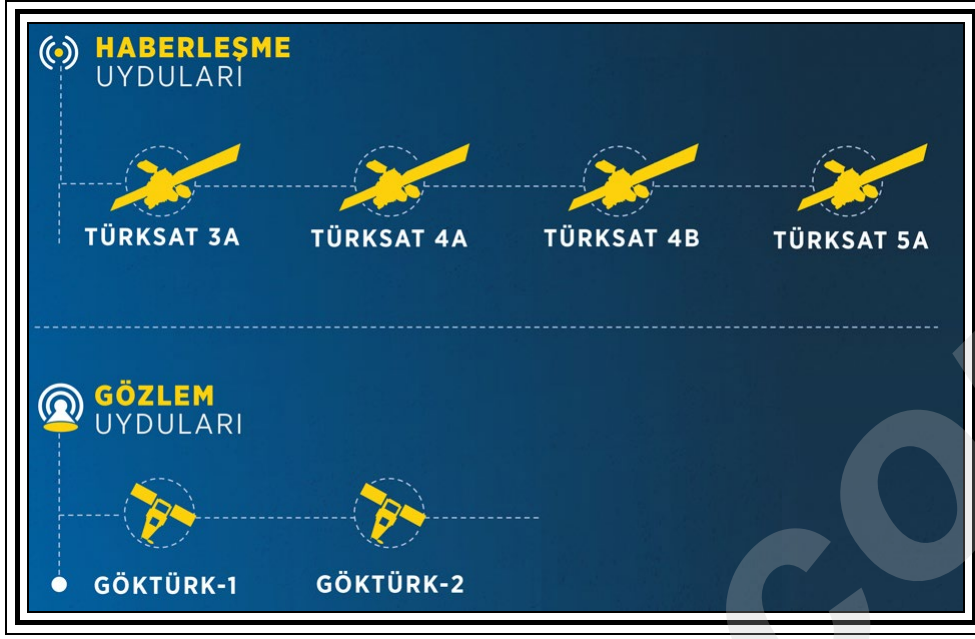 HABERLEŞME
UYDULARI
TÜRKSAT 3A
TÜRKSAT 4A
TÜRKSAT 4B
TÜRKSAT 5A
GÖZLEM
UYDULARI
GÖKTÜRK-1
GÖKTÜRK-2